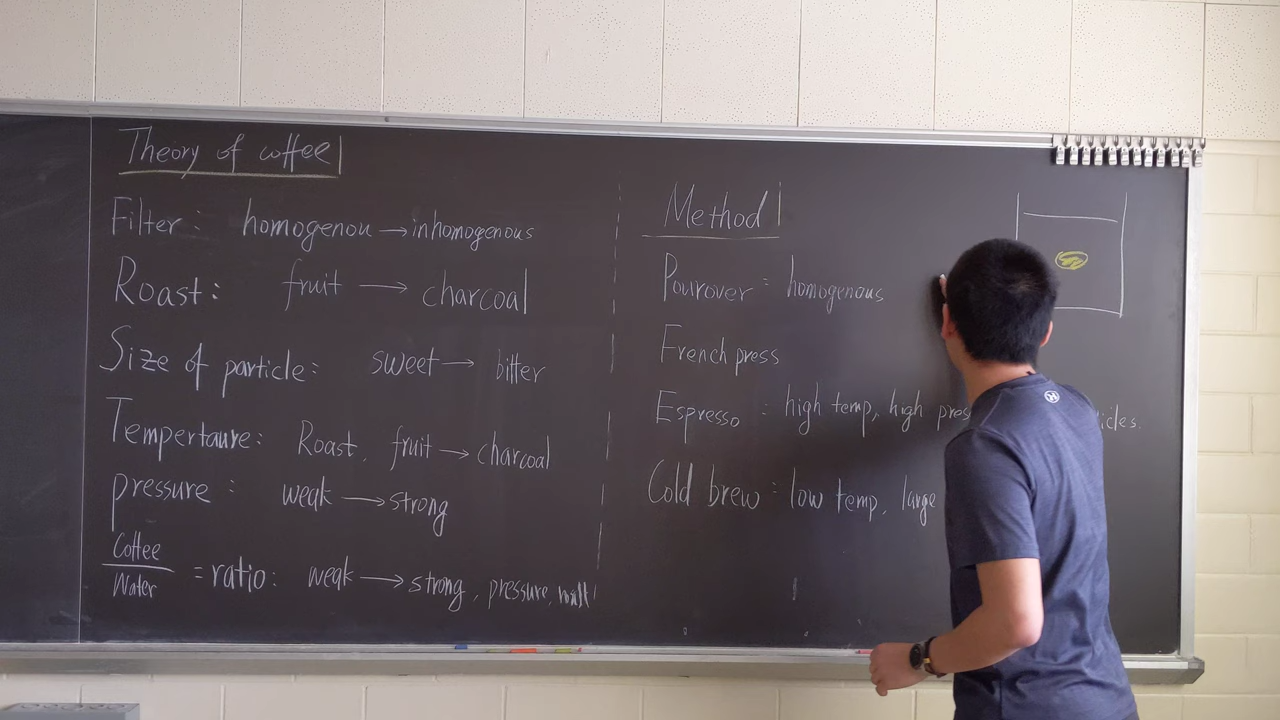 Theory of coffee
Filter: homogenou → inhomogenous
Roast: fruit → charcoal
Size of particle: sweet → bitter
Tempertaure: Roast, fruit → charcoal
pressure: weak → strong
Coffee
Water
= ratio: weak → strong, pressure,
Method
Pourover: homogenous
French press
Espresso: high temp, high
Cold brew: low temp, large